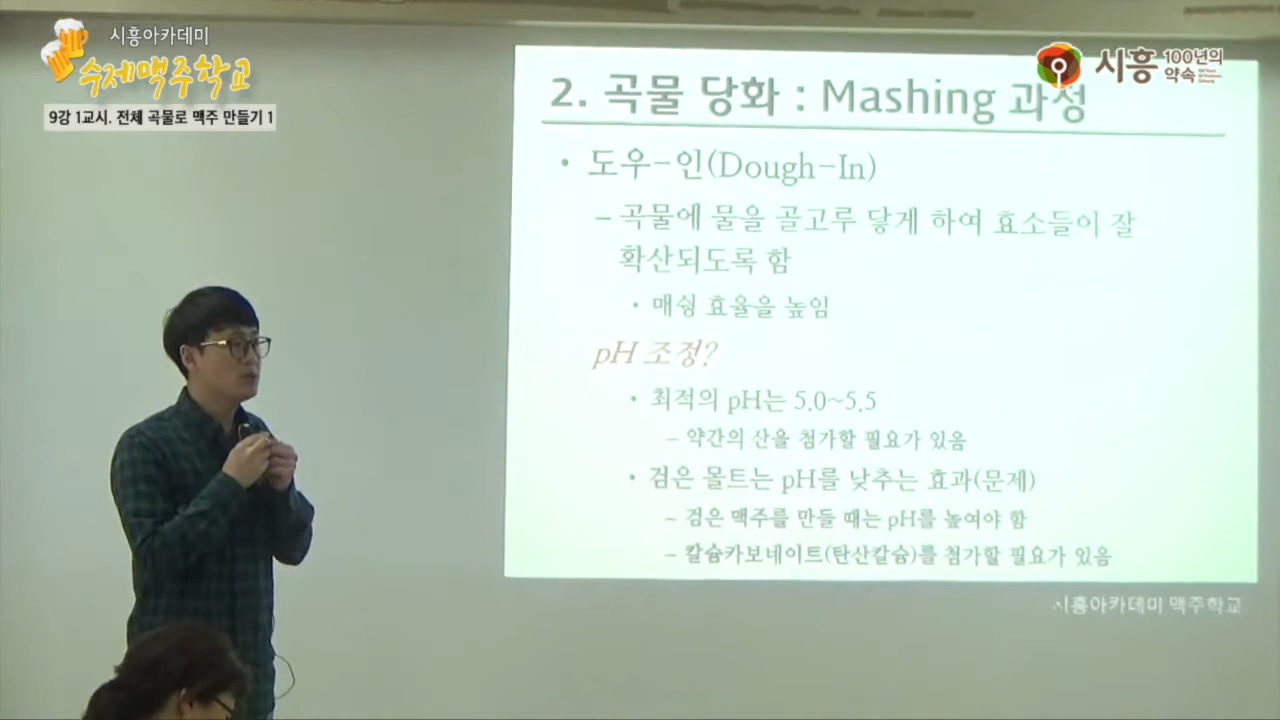 시흥아카데미
수제맥주학교
9강 1교시. 전체 곡물로 맥주 만들기 1
시흥 100년의 약속
2. 곡물 당화 : Mashing 과정
• 도우-인(Dough-In)
– 곡물에 물을 골고루 닿게 하여 효소들이 잘
확산되도록 함
• 매슁 효율을 높임
pH 조정?
• 최적의 pH는 5.0~5.5
– 약간의 산을 첨가할 필요가 있음
• 검은 몰트는 pH를 낮추는 효과(문제)
– 검은 맥주를 만들 때는 pH를 높여야 함
– 칼슘카보네이트(탄산칼슘)를 첨가할 필요가 있음
시흥아카데미 맥주학교